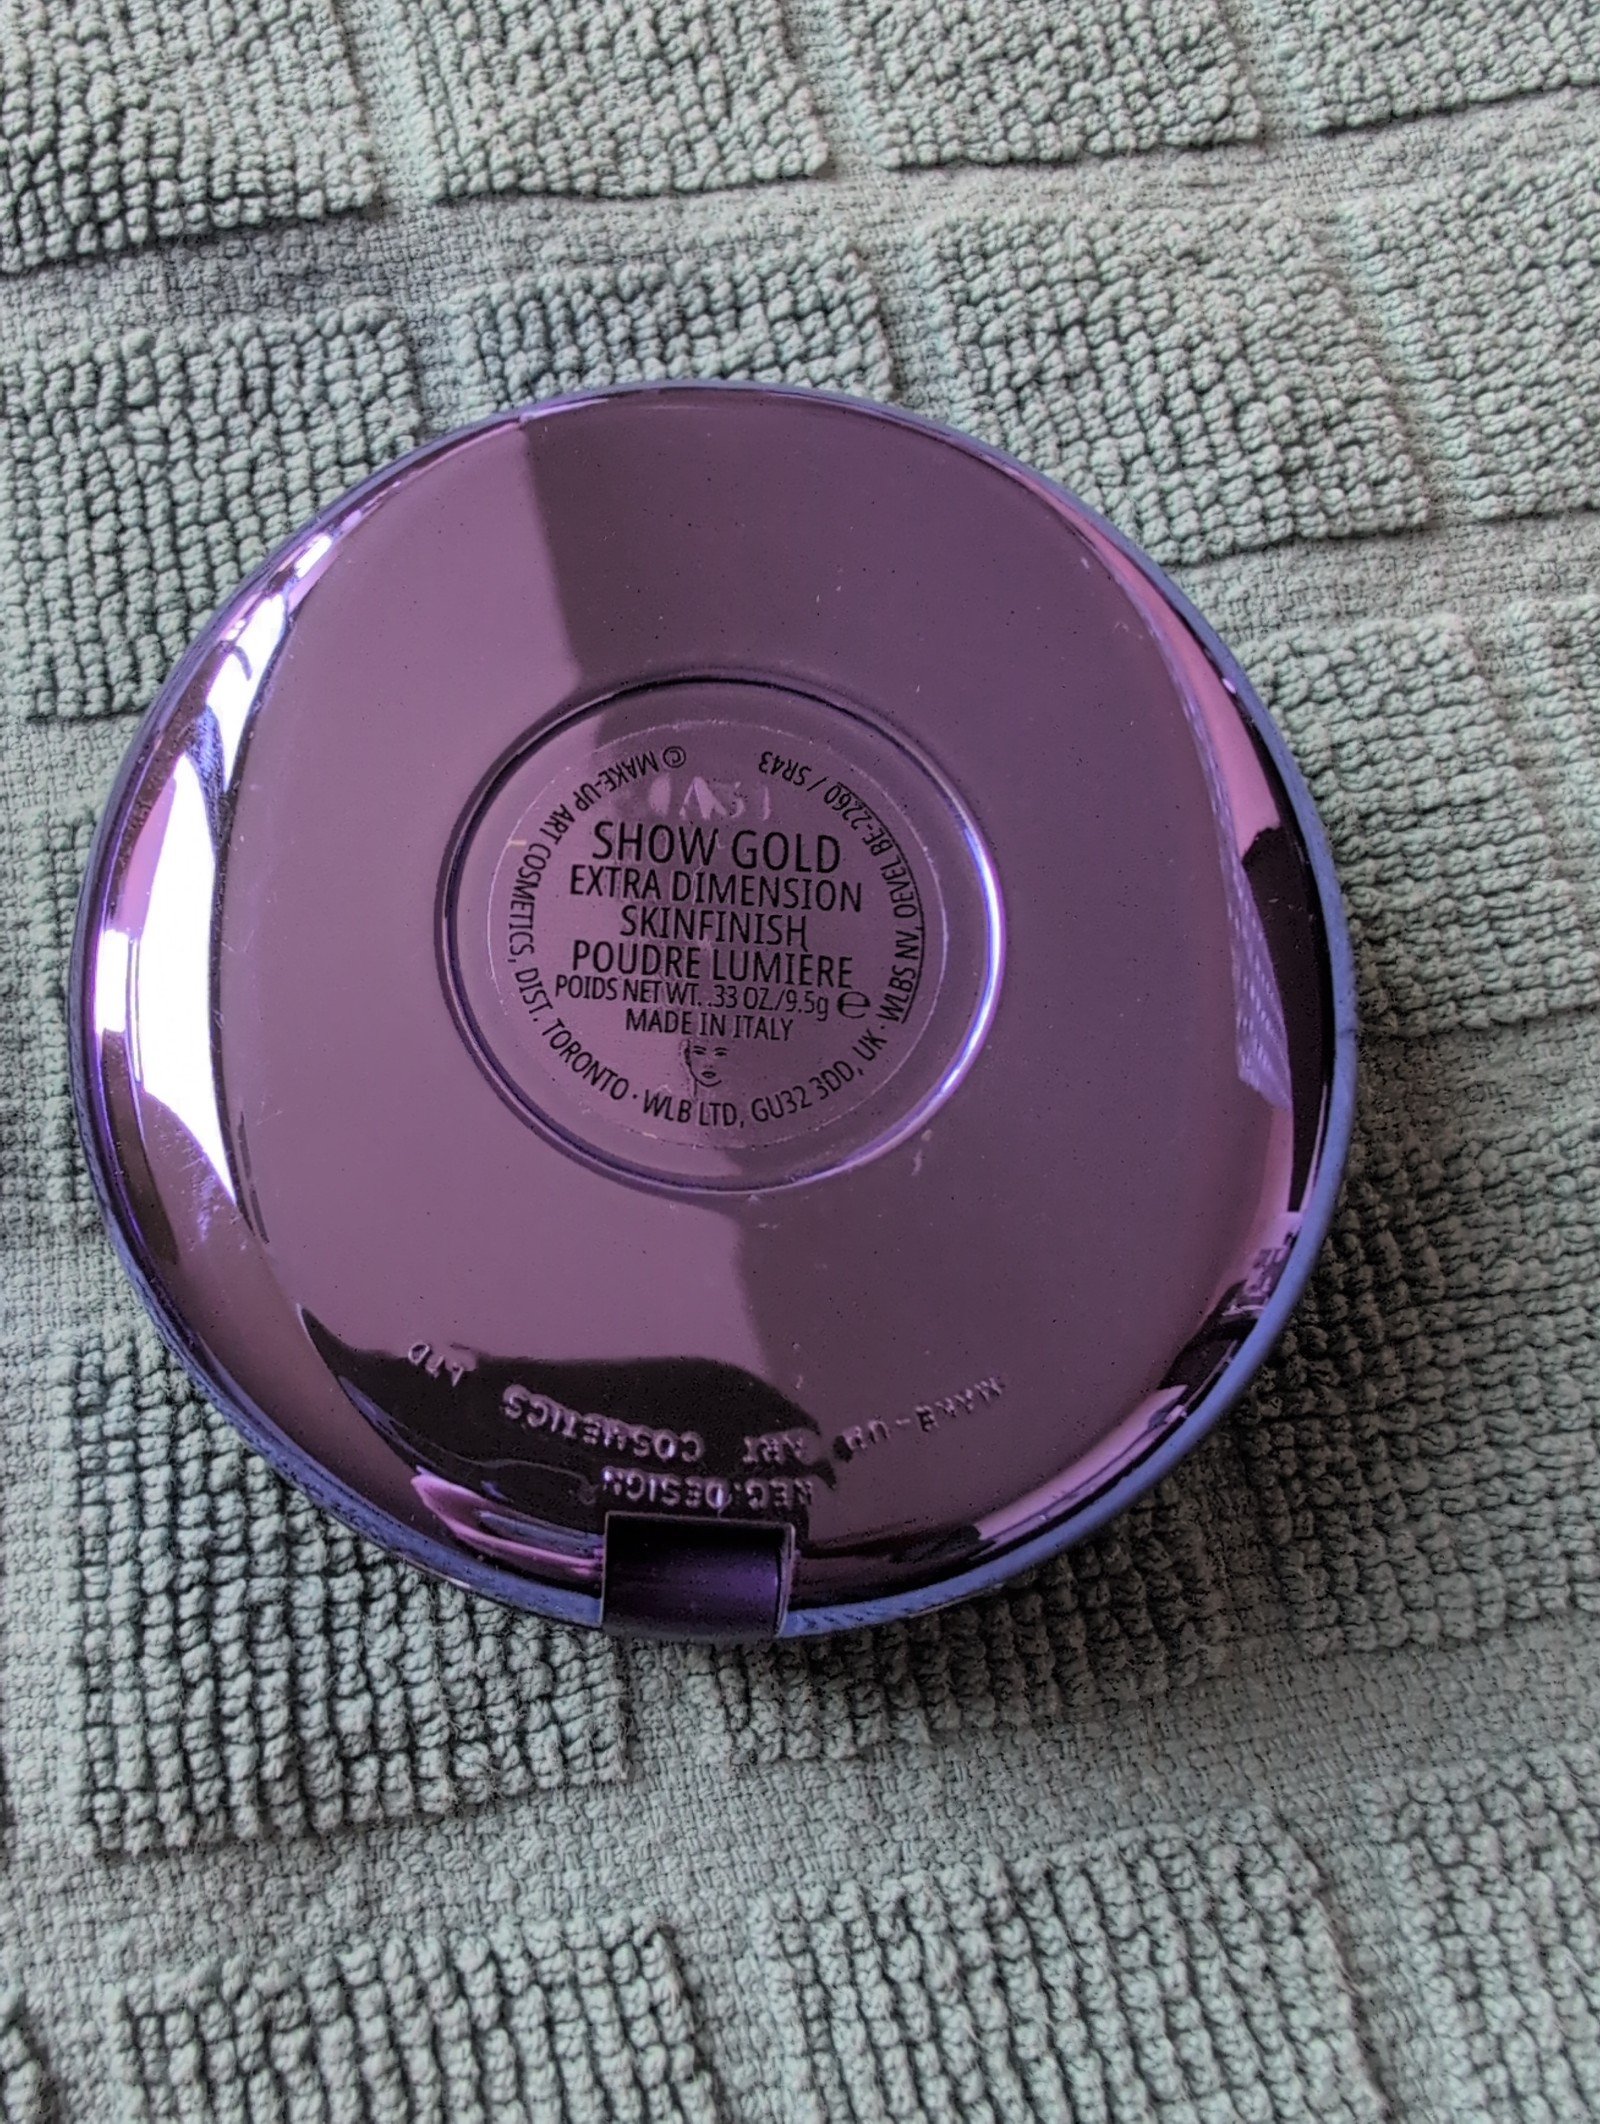 SHOW GOLD
EXTRA DIMENSION
SKINFINISH
POUDRE LUMIÈRE
POIDS NET WT. .33 OZ./9.5g ℮
MADE IN ITALY
© MAKE-UP ART COSMETICS, DIST. TORONTO · WLB LTD, GU32 3DD, UK · WLBS NV, OEVEL BE-2260 / 5R43
MAKE-UP ART COSMETICS LTD
REG. DESIGN